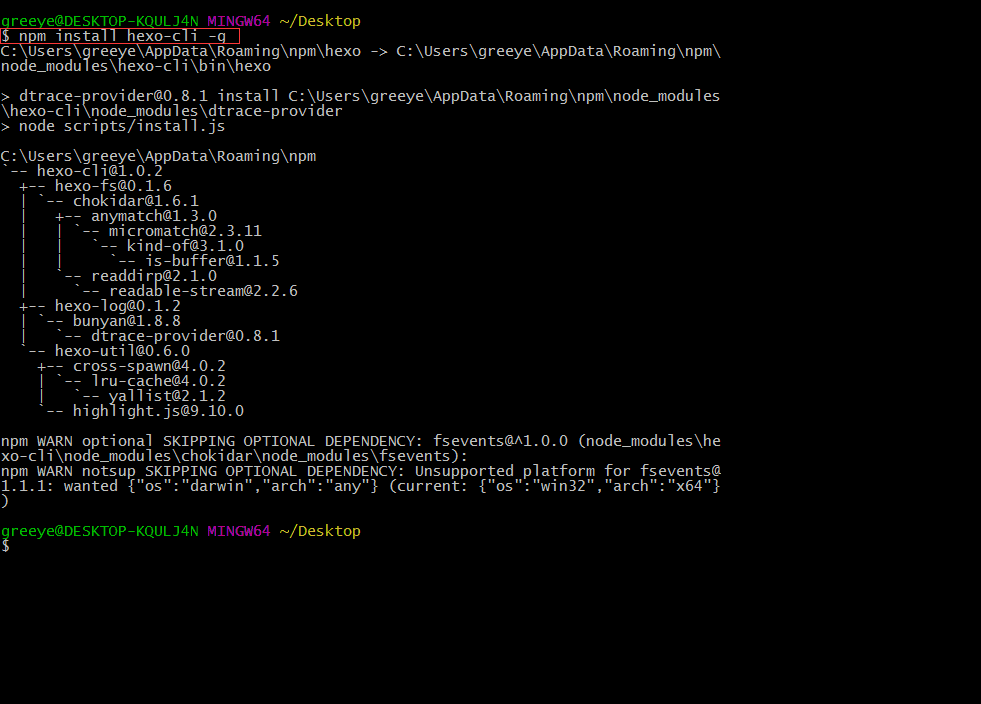 greeye@DESKTOP-KQULJ4N MINGW64 ~/Desktop
$ npm install hexo-cli -g
C:\Users\greeye\AppData\Roaming\npm\hexo -> C:\Users\greeye\AppData\Roaming\npm\
node_modules\hexo-cli\bin\hexo

> dtrace-provider@0.8.1 install C:\Users\greeye\AppData\Roaming\npm\node_modules
\hexo-cli\node_modules\dtrace-provider
> node scripts/install.js

C:\Users\greeye\AppData\Roaming\npm
`-- hexo-cli@1.0.2
  +-- hexo-fs@0.1.6
  | `-- chokidar@1.6.1
  |   +-- anymatch@1.3.0
  |   | `-- micromatch@2.3.11
  |   |   `-- kind-of@3.1.0
  |   |     `-- is-buffer@1.1.5
  |   `-- readdirp@2.1.0
  |     `-- readable-stream@2.2.6
  +-- hexo-log@0.1.2
  | `-- bunyan@1.8.8
  |   `-- dtrace-provider@0.8.1
  `-- hexo-util@0.6.0
    +-- cross-spawn@4.0.2
    | `-- lru-cache@4.0.2
    |   `-- yallist@2.1.2
    `-- highlight.js@9.10.0

npm WARN optional SKIPPING OPTIONAL DEPENDENCY: fsevents@^1.0.0 (node_modules\he
xo-cli\node_modules\chokidar\node_modules\fsevents):
npm WARN notsup SKIPPING OPTIONAL DEPENDENCY: Unsupported platform for fsevents@
1.1.1: wanted {"os":"darwin","arch":"any"} (current: {"os":"win32","arch":"x64"}
)

greeye@DESKTOP-KQULJ4N MINGW64 ~/Desktop
$